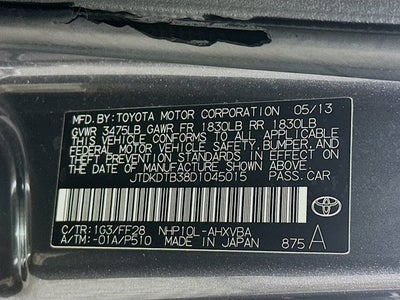 MFD. BY: TOYOTA MOTOR CORPORATION 05/13
GVWR 3475LB GAWR FR 1830LB RR 1830LB
THIS VEHICLE CONFORMS TO ALL APPLICABLE
FEDERAL MOTOR VEHICLE SAFETY, BUMPER, AND
THEFT PREVENTION STANDARDS IN EFFECT ON
THE DATE OF MANUFACTURE SHOWN ABOVE.
JTDKDTB38D1045015 PASS.CAR
C/TR:1G3/FF28 NHP10L-AHXVBA
A/TM:-01A/P510 MADE IN JAPAN 875 A
TOYOTA